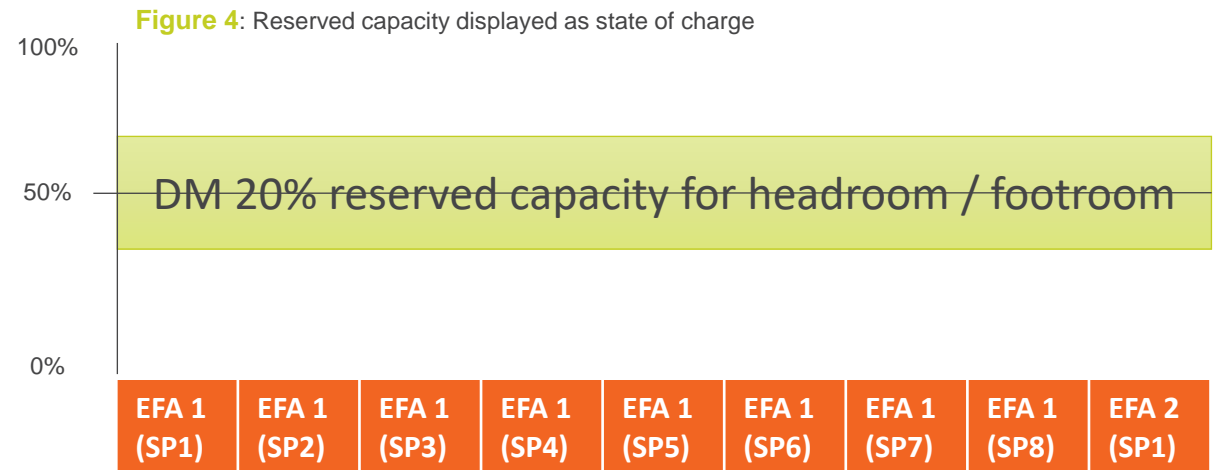 Figure 4: Reserved capacity displayed as state of charge
100%
DM 20% reserved capacity for headroom / footroom
50%
0%
EFA 1 EFA 1 EFA 1 EFA 1 EFA 1 EFA 1 EFA 1 EFA 1 EFA 2
(SP1) (SP2) (SP3) (SP4) (SP5) (SP6) (SP7) (SP8) (SP1)